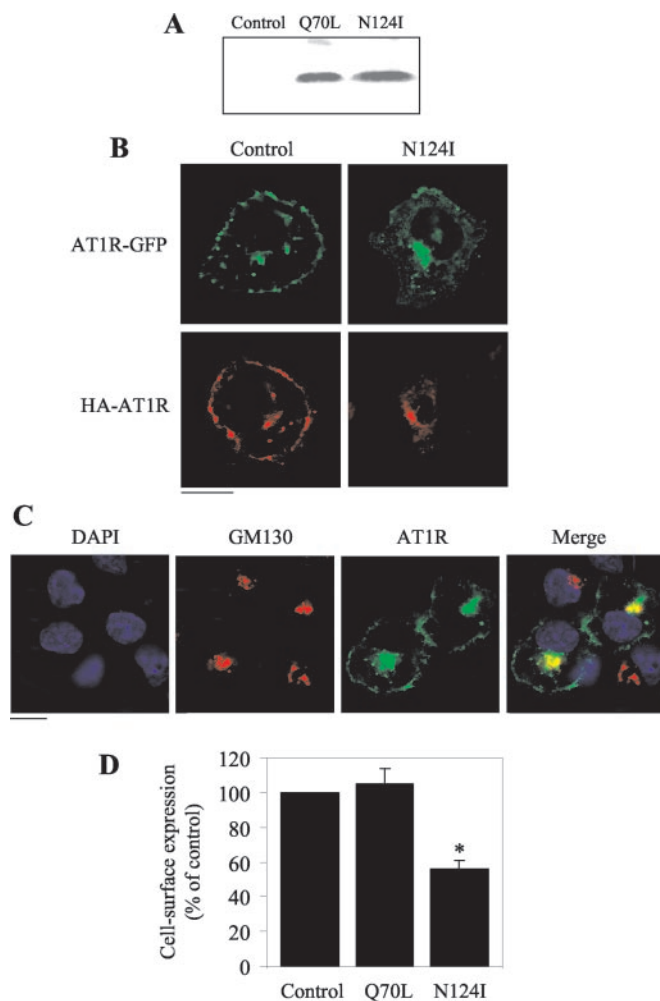 A
Control Q70L N124I
B
Control N124I
AT1R-GFP
HA-AT1R
C
DAPI GM130 AT1R Merge
D
Cell-surface expression
(% of control)
120
100
80
60
40
20
0
*
Control Q70L N124I